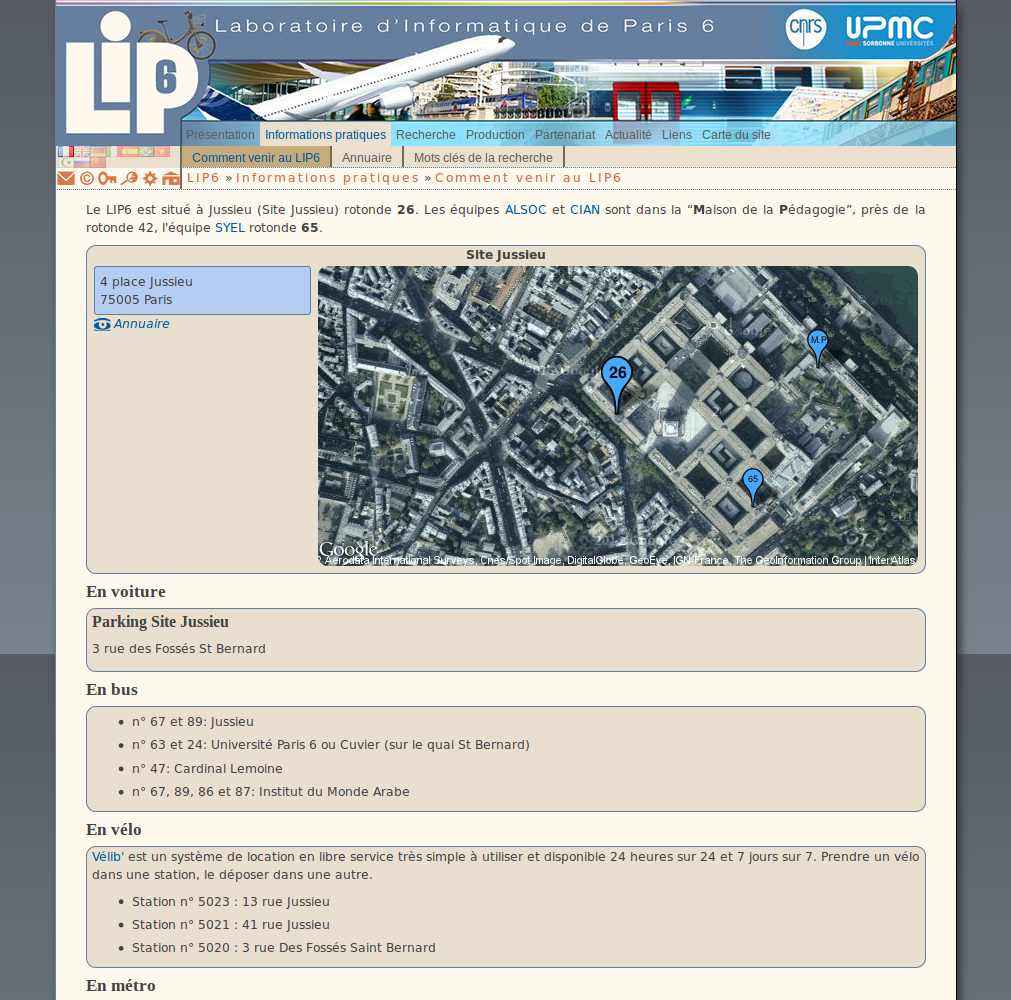 Laboratoire d'Informatique de Paris 6
LIP6
cnrs
UPMC
SORBONNE UNIVERSITÉS
Présentation Informations pratiques Recherche Production Partenariat Actualité Liens Carte du site
Comment venir au LIP6 Annuaire Mots clés de la recherche
LIP6 » Informations pratiques » Comment venir au LIP6
Le LIP6 est situé à Jussieu (Site Jussieu) rotonde 26. Les équipes ALSOC et CIAN sont dans la “Maison de la Pédagogie”, près de la
rotonde 42, l'équipe SYEL rotonde 65.
Site Jussieu
4 place Jussieu
75005 Paris
Annuaire
M.P
26
65
Google
Aerodata International Surveys, Cnes/Spot Image, DigitalGlobe, GeoEye, IGN-France, The GeoInformation Group | InterAtlas
En voiture
Parking Site Jussieu
3 rue des Fossés St Bernard
En bus
• n° 67 et 89: Jussieu
• n° 63 et 24: Université Paris 6 ou Cuvier (sur le quai St Bernard)
• n° 47: Cardinal Lemoine
• n° 67, 89, 86 et 87: Institut du Monde Arabe
En vélo
Vélib' est un système de location en libre service très simple à utiliser et disponible 24 heures sur 24 et 7 jours sur 7. Prendre un vélo
dans une station, le déposer dans une autre.
• Station n° 5023 : 13 rue Jussieu
• Station n° 5021 : 41 rue Jussieu
• Station n° 5020 : 3 rue Des Fossés Saint Bernard
En métro